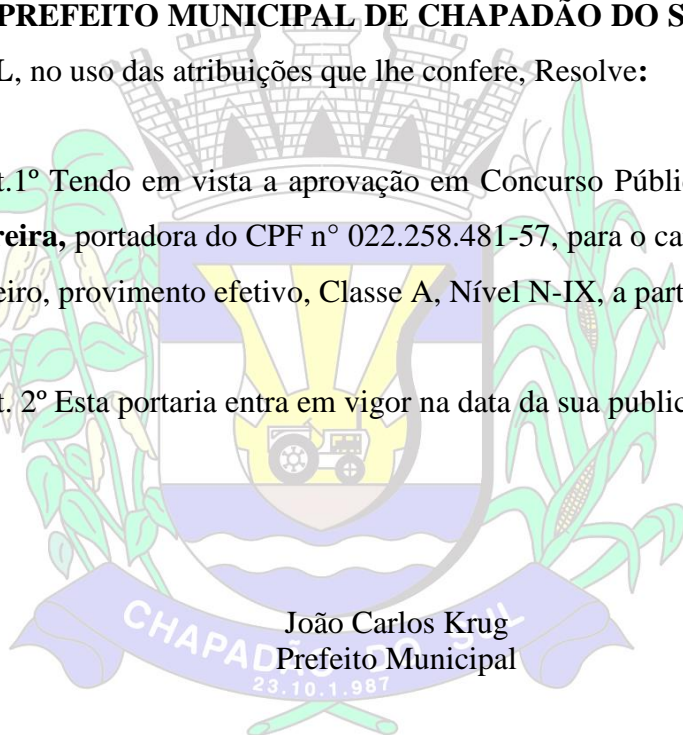 PREFEITO MUNICIPAL DE CHAPADÃO DO S
L, no uso das atribuições que lhe confere, Resolve:
t.1º Tendo em vista a aprovação em Concurso Públic
reira, portadora do CPF n° 022.258.481-57, para o ca
eiro, provimento efetivo, Classe A, Nível N-IX, a part
t. 2º Esta portaria entra em vigor na data da sua public
João Carlos Krug
Prefeito Municipal
CHAPADÃO DO SUL
23.10.1.987